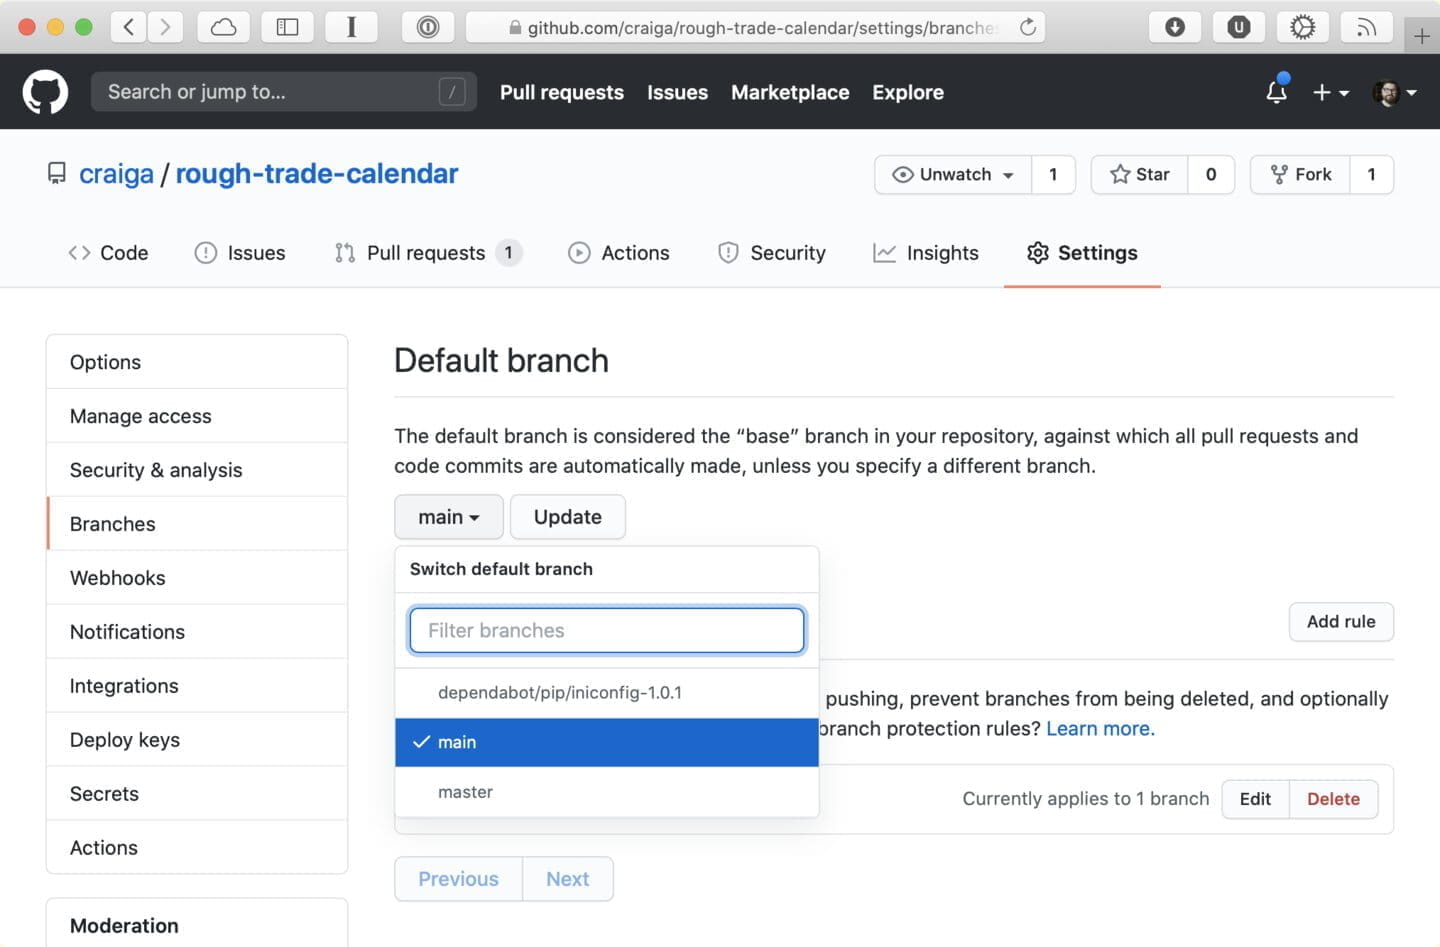 github.com/craiga/rough-trade-calendar/settings/branche
Search or jump to... /
Pull requests Issues Marketplace Explore
craiga / rough-trade-calendar
Unwatch 1 Star 0 Fork 1
Code Issues Pull requests 1 Actions Security Insights Settings
Options
Manage access
Security & analysis
Branches
Webhooks
Notifications
Integrations
Deploy keys
Secrets
Actions
Moderation
Default branch
The default branch is considered the “base” branch in your repository, against which all pull requests and
code commits are automatically made, unless you specify a different branch.
main Update
Switch default branch
Filter branches
dependabot/pip/iniconfig-1.0.1
main
master
Add rule
pushing, prevent branches from being deleted, and optionally
branch protection rules? Learn more.
Currently applies to 1 branch Edit Delete
Previous Next